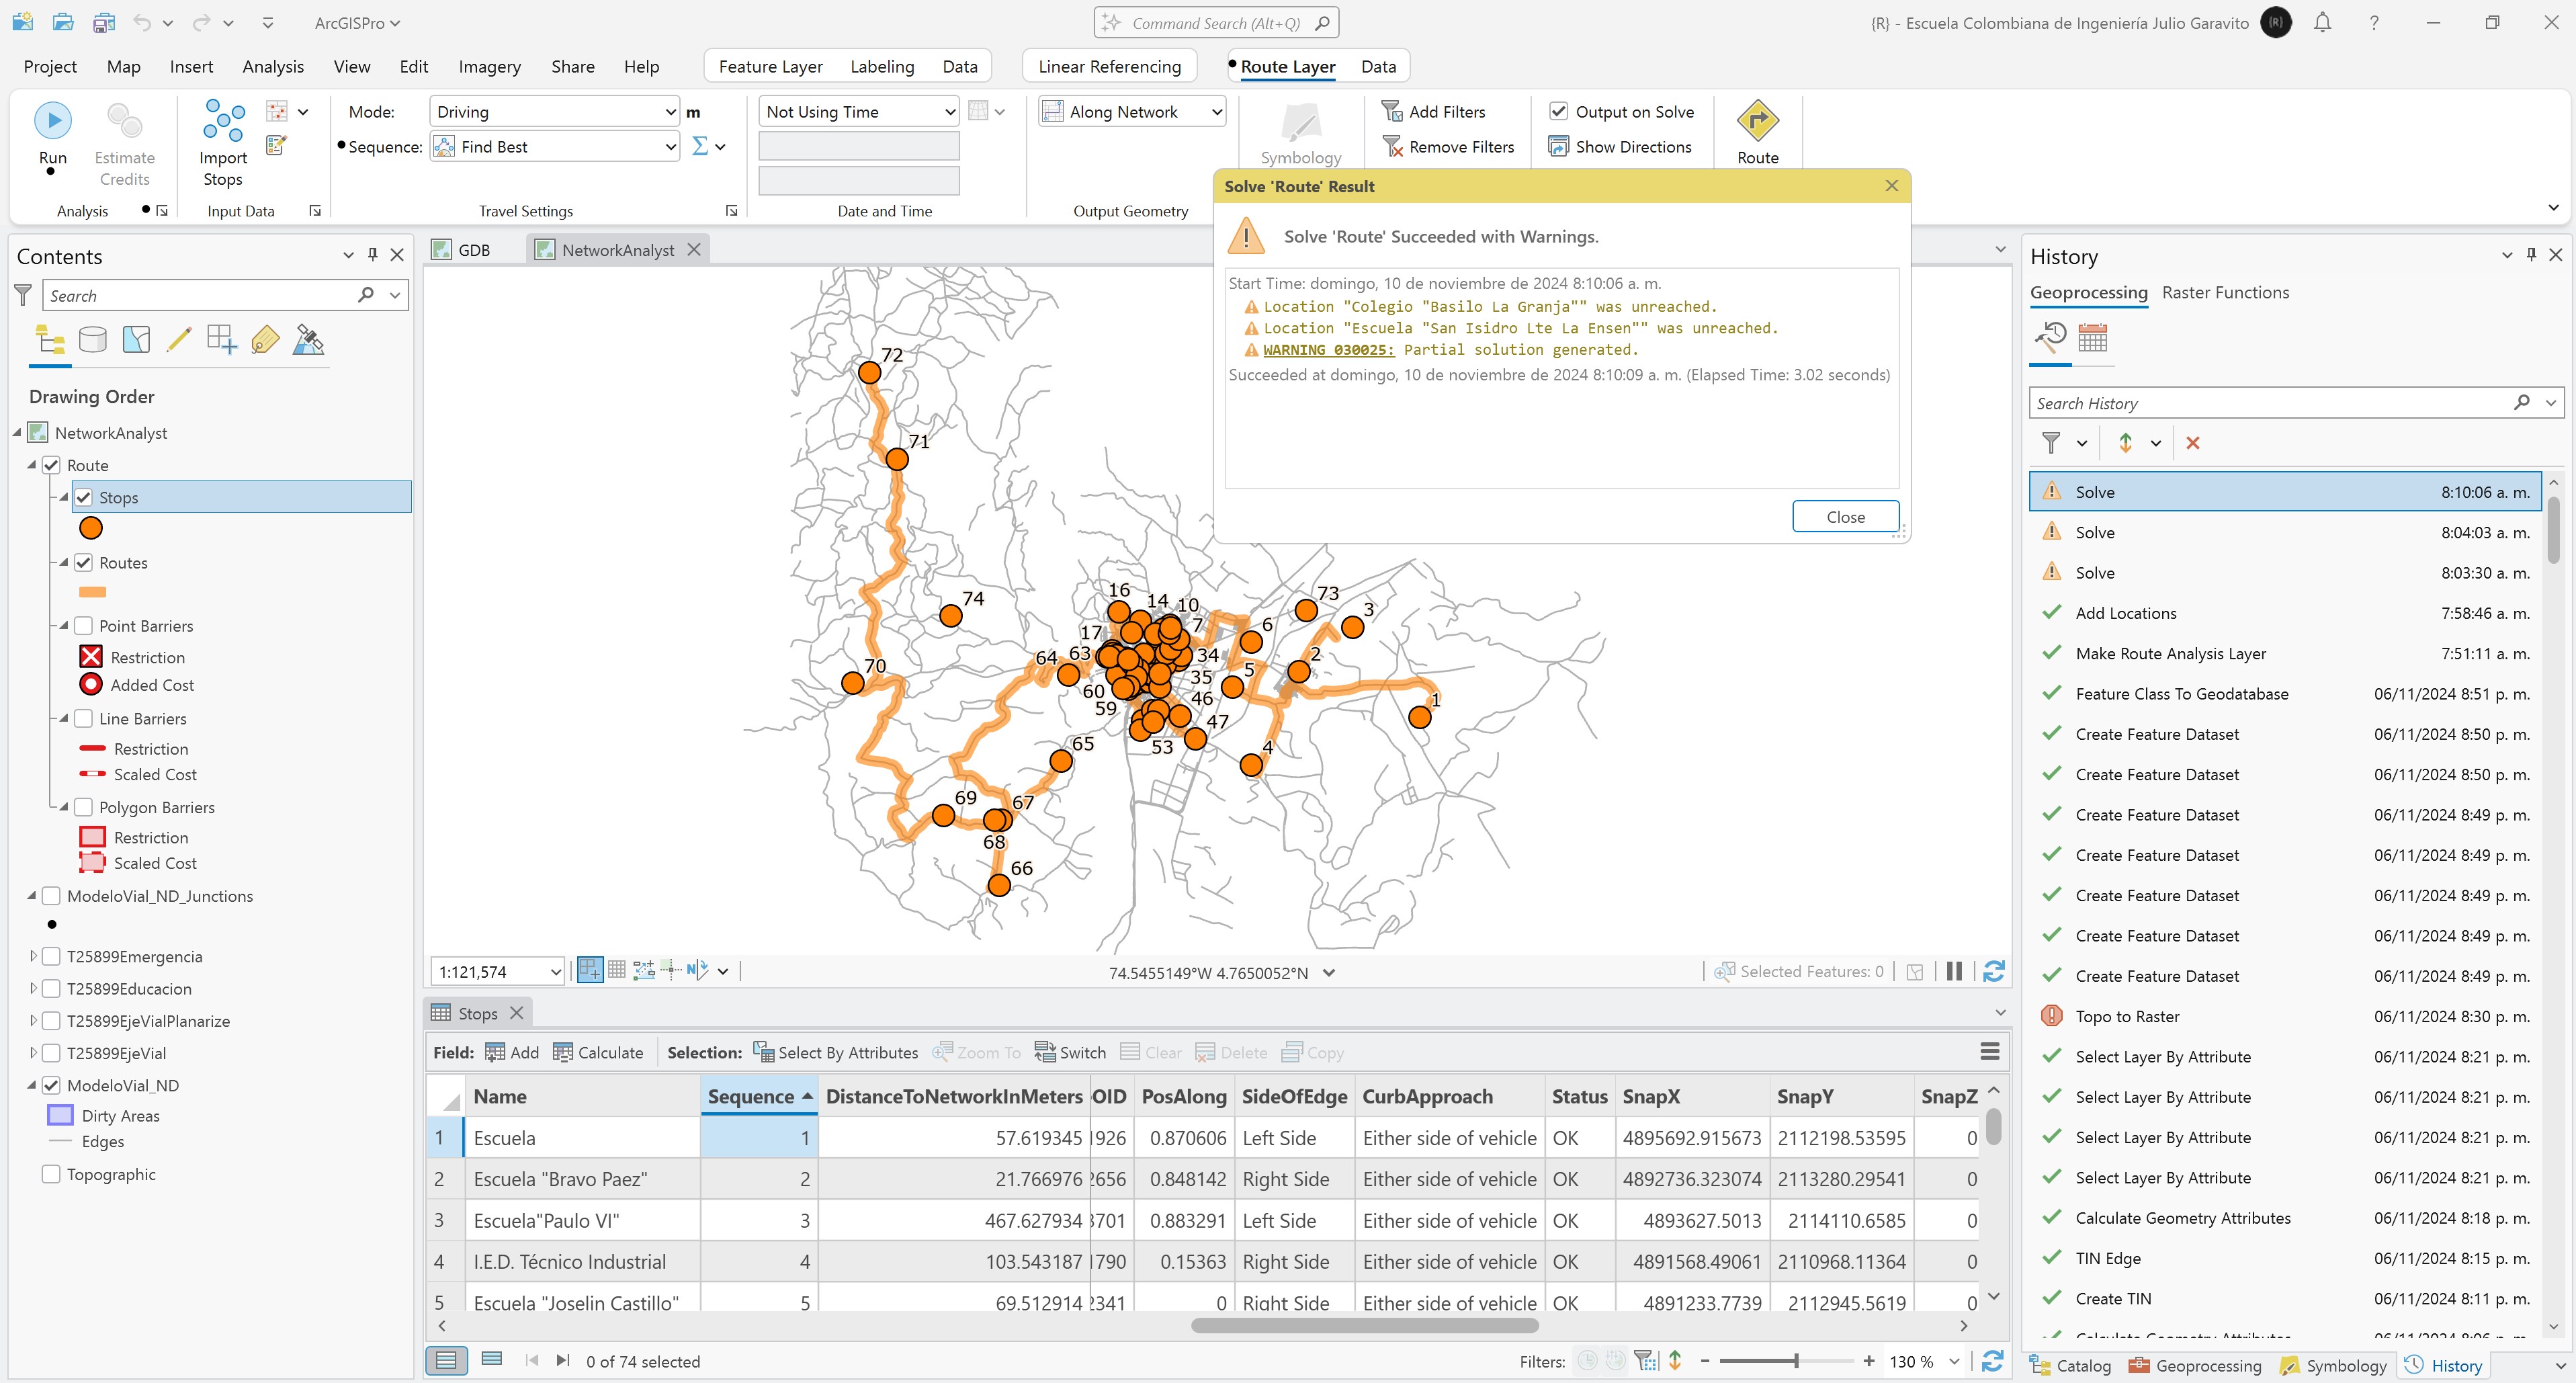 ArcGISPro
Command Search (Alt+Q)
{R} - Escuela Colombiana de Ingeniería Julio Garavito
{R}
?
Project Map Insert Analysis View Edit Imagery Share Help Feature Layer Labeling Data Linear Referencing Route Layer Data
Run
Estimate Credits
Import Stops
Mode: Driving
m
Sequence: Find Best
Not Using Time
Along Network
Symbology
Add Filters
Remove Filters
Output on Solve
Show Directions
Route
Analysis
Input Data
Travel Settings
Date and Time
Output Geometry
Solve 'Route' Result
Solve 'Route' Succeeded with Warnings.
Start Time: domingo, 10 de noviembre de 2024 8:10:06 a. m.
Location "Colegio "Basilo La Granja"" was unreached.
Location "Escuela "San Isidro Lte La Ensen"" was unreached.
WARNING 030025: Partial solution generated.
Succeeded at domingo, 10 de noviembre de 2024 8:10:09 a. m. (Elapsed Time: 3.02 seconds)
Close
Contents
Search
Drawing Order
NetworkAnalyst
Route
Stops
Routes
Point Barriers
Restriction
Added Cost
Line Barriers
Restriction
Scaled Cost
Polygon Barriers
Restriction
Scaled Cost
ModeloVial_ND_Junctions
T25899Emergencia
T25899Educacion
T25899EjeVialPlanarize
T25899EjeVial
ModeloVial_ND
Dirty Areas
Edges
Topographic
GDB
NetworkAnalyst
72
71
74
16
14
10
73
3
7
6
17
2
64
63
34
70
5
35
60
46
1
59
47
65
53
4
69
67
68
66
1:121,574
74.5455149°W 4.7650052°N
Selected Features: 0
Stops
Field: Add Calculate Selection: Select By Attributes Zoom To Switch Clear Delete Copy
Name Sequence DistanceToNetworkInMeters OID PosAlong SideOfEdge CurbApproach Status SnapX SnapY SnapZ
1 Escuela 1 57.619345 1926 0.870606 Left Side Either side of vehicle OK 4895692.915673 2112198.53595 0
2 Escuela "Bravo Paez" 2 21.766976 2656 0.848142 Right Side Either side of vehicle OK 4892736.323074 2113280.29541 0
3 Escuela"Paulo VI" 3 467.627934 3701 0.883291 Left Side Either side of vehicle OK 4893627.5013 2114110.6585 0
4 I.E.D. Técnico Industrial 4 103.543187 1790 0.15363 Right Side Either side of vehicle OK 4891568.49061 2110968.11364 0
5 Escuela "Joselin Castillo" 5 69.512914 2341 0 Right Side Either side of vehicle OK 4891233.7739 2112945.5619 0
0 of 74 selected
Filters:
130 %
History
Geoprocessing Raster Functions
Search History
Solve 8:10:06 a. m.
Solve 8:04:03 a. m.
Solve 8:03:30 a. m.
Add Locations 7:58:46 a. m.
Make Route Analysis Layer 7:51:11 a. m.
Feature Class To Geodatabase 06/11/2024 8:51 p. m.
Create Feature Dataset 06/11/2024 8:50 p. m.
Create Feature Dataset 06/11/2024 8:50 p. m.
Create Feature Dataset 06/11/2024 8:49 p. m.
Create Feature Dataset 06/11/2024 8:49 p. m.
Create Feature Dataset 06/11/2024 8:49 p. m.
Create Feature Dataset 06/11/2024 8:49 p. m.
Create Feature Dataset 06/11/2024 8:49 p. m.
Topo to Raster 06/11/2024 8:30 p. m.
Select Layer By Attribute 06/11/2024 8:21 p. m.
Select Layer By Attribute 06/11/2024 8:21 p. m.
Select Layer By Attribute 06/11/2024 8:21 p. m.
Select Layer By Attribute 06/11/2024 8:21 p. m.
Calculate Geometry Attributes 06/11/2024 8:18 p. m.
TIN Edge 06/11/2024 8:15 p. m.
Create TIN 06/11/2024 8:11 p. m.
Calculate Geometry Attributes 06/11/2024 8:06 p. m.
Catalog Geoprocessing Symbology History